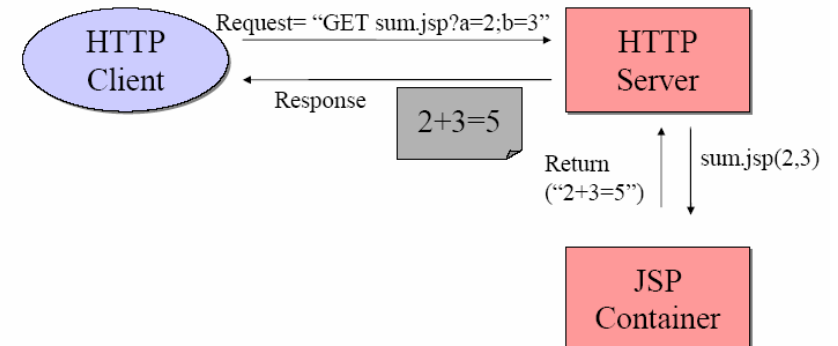 HTTP
Client
Request= “GET sum.jsp?a=2;b=3”
HTTP
Server
Response
2+3=5
Return
(“2+3=5”)
sum.jsp(2,3)
JSP
Container